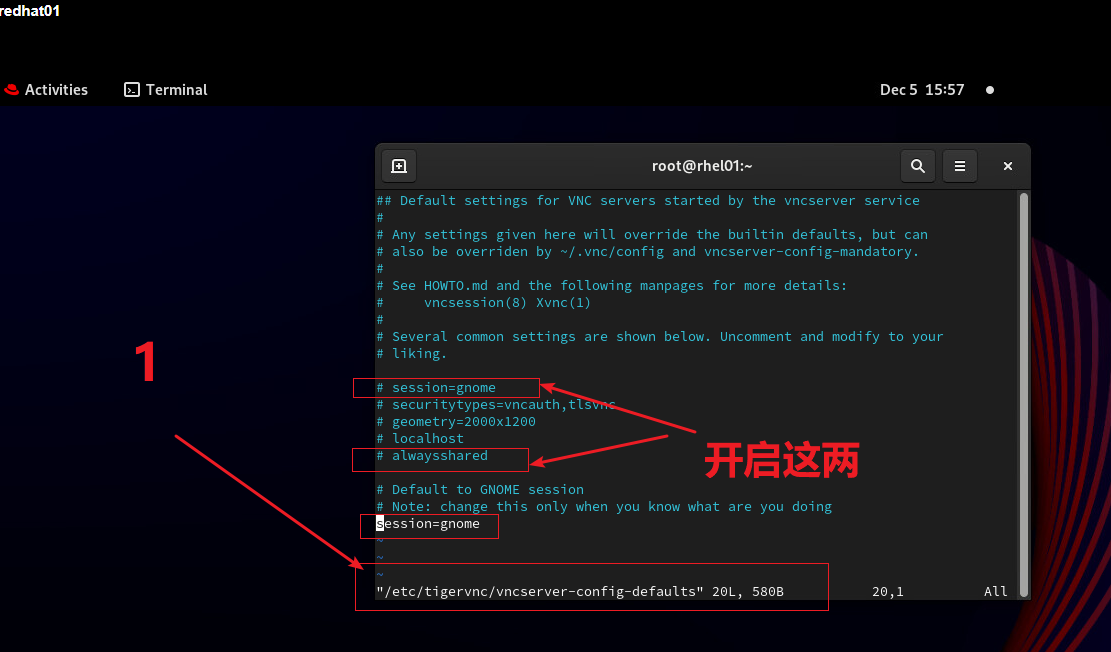 redhat01
Activities
Terminal
Dec 5 15:57
root@rhel01:~
## Default settings for VNC servers started by the vncserver service
#
# Any settings given here will override the builtin defaults, but can
# also be overriden by ~/.vnc/config and vncserver-config-mandatory.
#
# See HOWTO.md and the following manpages for more details:
#     vncsession(8) Xvnc(1)
#
# Several common settings are shown below. Uncomment and modify to your
# liking.
1
# session=gnome
# securitytypes=vncauth,tlsvnc
# geometry=2000x1200
# localhost
# alwaysshared
开启这两
# Default to GNOME session
# Note: change this only when you know what are you doing
session=gnome
~
~
~
"/etc/tigervnc/vncserver-config-defaults" 20L, 580B 20,1 All